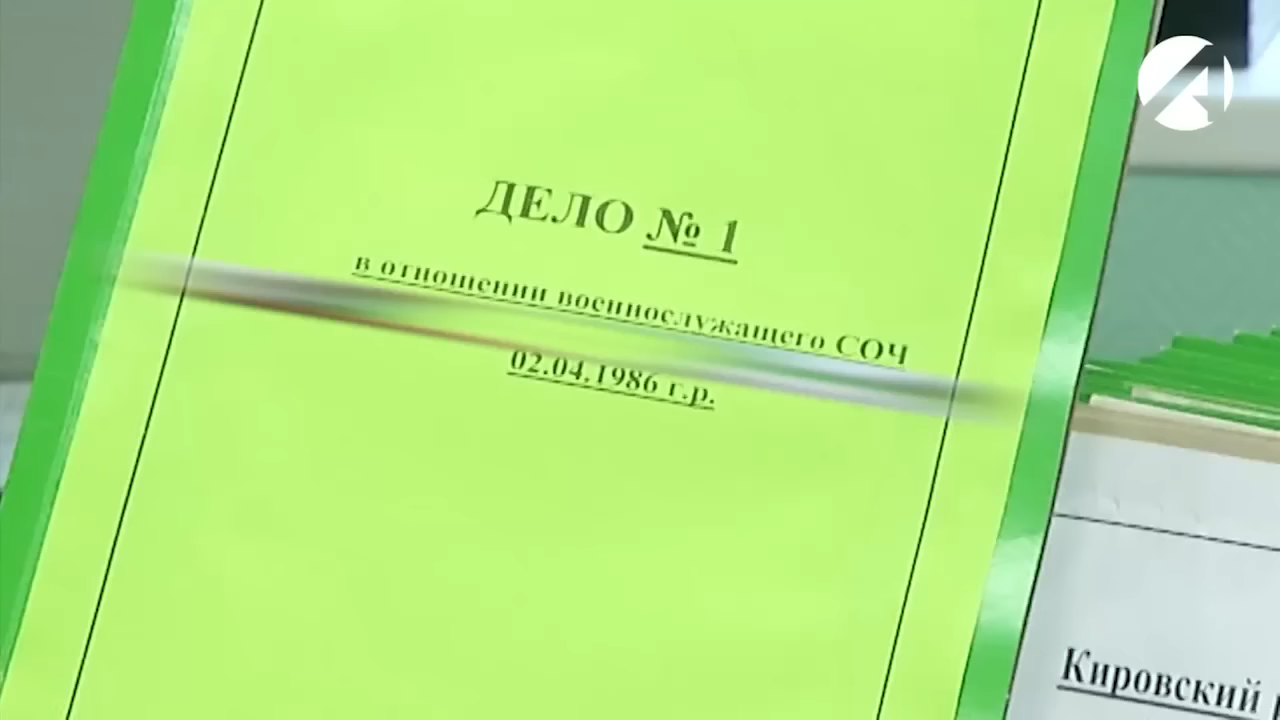 ДЕЛО № 1
в отношении военнослужащего СОЧ
02.04.1986 г.р.
Кировский